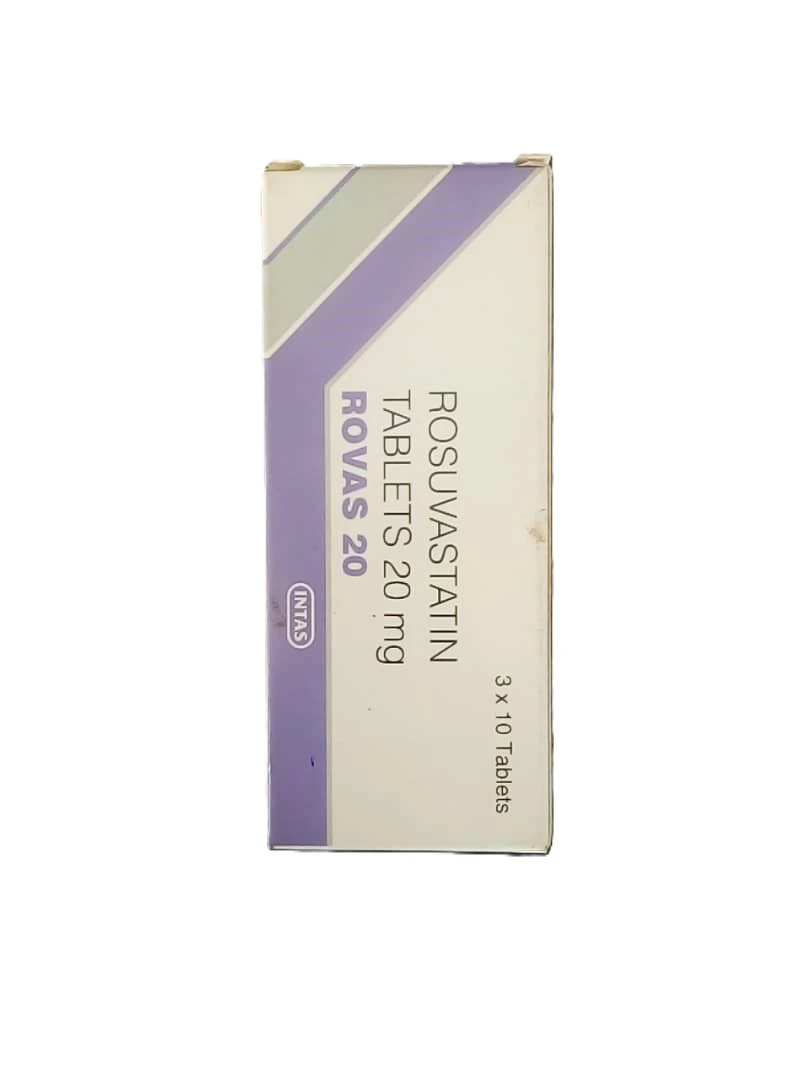 3 x 10 Tablets
ROSUVASTATIN
TABLETS 20 mg
ROVAS 20
INTAS